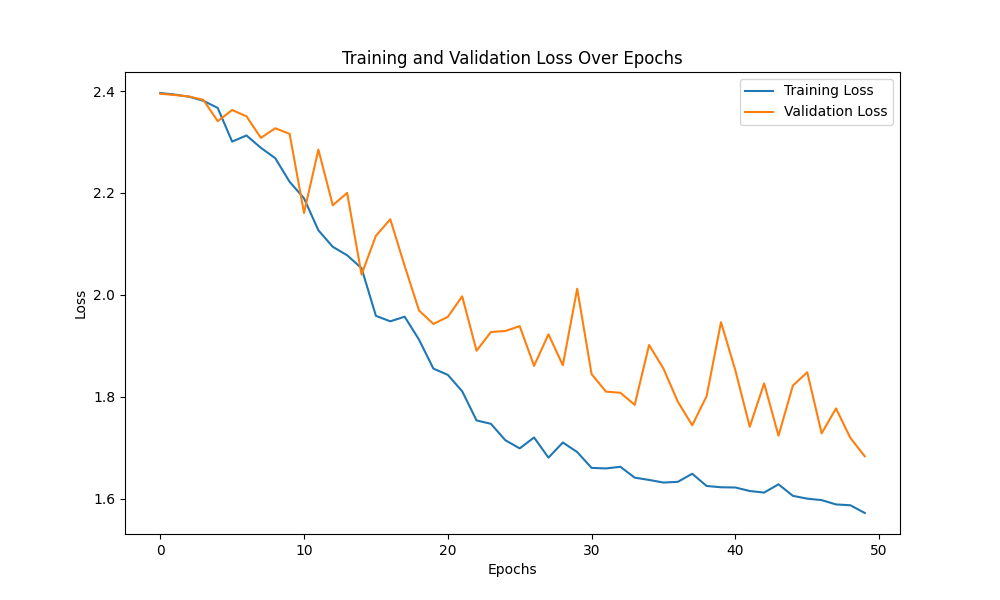 Training and Validation Loss Over Epochs
Training Loss
Validation Loss
2.4
2.2
2.0
1.8
1.6
Loss
0 10 20 30 40 50
Epochs